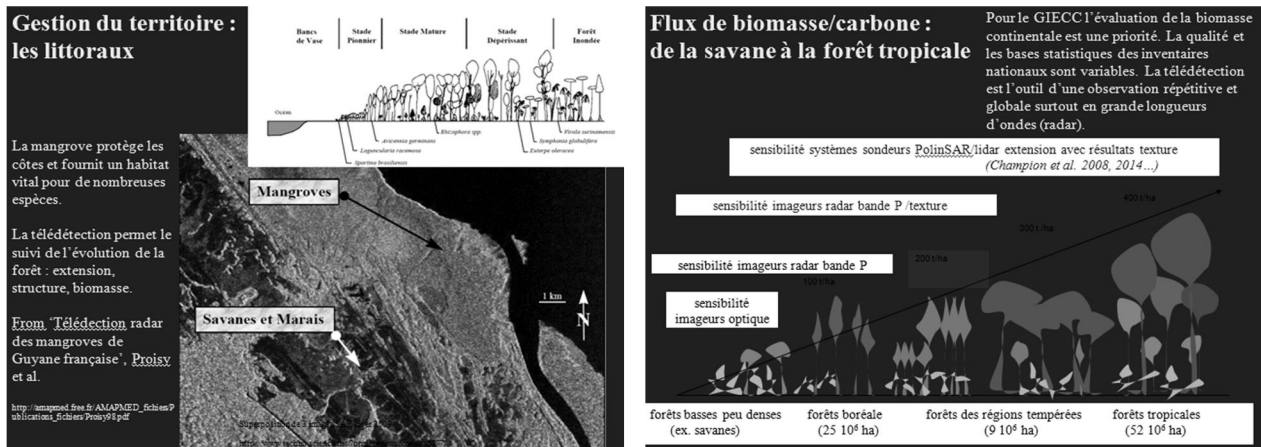 Gestion du territoire :
les littoraux
Bancs
de Vase
Stade
Pionnier
Stade Mature
Stade
Dépérissant
Forêt
Inondée
Ocean
Avicennia germinans
Laguncularia racemosa
Spartina brasiliensis
Rhizophora spp.
Virola surinamensis
Symphonia globulifera
Euterpe oleracea
La mangrove protège les
côtes et fournit un habitat
vital pour de nombreuses
espèces.
La télédétection permet le
suivi de l'évolution de la
forêt : extension,
structure, biomasse.
From 'Télédection radar
des mangroves de
Guyane française', Proisy
et al.
http://amapmed.free.fr/AMAPMED_fichiers/P
ublications_fichiers/Proisy98.pdf
Mangroves
1 km
N
Savanes et Marais
Superposition de 3
Flux de biomasse/carbone :
de la savane à la forêt tropicale
Pour le GIECC l'évaluation de la biomasse
continentale est une priorité. La qualité et
les bases statistiques des inventaires
nationaux sont variables. La télédétection
est l'outil d'une observation répétitive et
globale surtout en grande longueurs
d'ondes (radar).
sensibilité systèmes sondeurs PolinSAR/lidar extension avec résultats texture
(Champion et al. 2008, 2014…)
400 t/ha
sensibilité imageurs radar bande P /texture
300 t/ha
sensibilité imageurs radar bande P
200 t/ha
100 t/ha
sensibilité
imageurs optique
forêts basses peu denses
(ex. savanes)
forêts boréale
(25 10⁶ ha)
forêts des régions tempérées
(9 10⁶ ha)
forêts tropicales
(52 10⁶ ha)